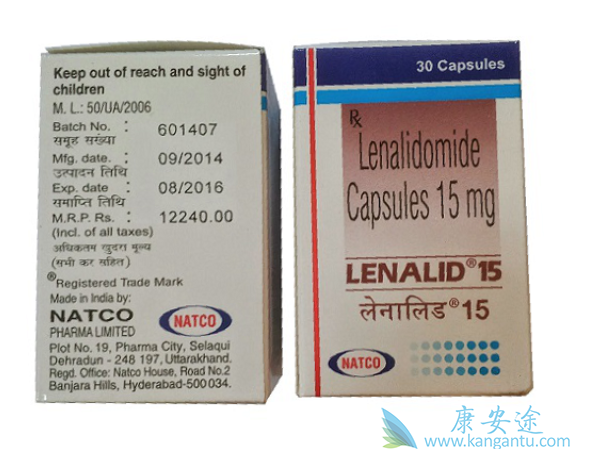 Keep out of reach and sight of
children
M. L.: 50/UA/2006
Batch No. : 601407
समूह संख्या
Mfg. date. : 09/2014
उत्पादन तिथि
Exp. date : 08/2016
समाप्ति तिथि
M.R.P. Rs. : 12240.00
(Incl. of all taxes)
अधिकतम खुदरा मूल्य
(सभी कर सहित)
®Registered Trade Mark
Made in India by:
NATCO
PHARMA LIMITED
NATCO
Plot No. 19, Pharma City, Selaqui
Dehradun - 248 197, Uttarakhand.
Regd. Office: Natco House, Road No.2
Banjara Hills, Hyderabad-500 034.
30 Capsules
Rx
Lenalidomide
Capsules 15 mg
LENALID® 15
लेनालिड® 15
NATCO
康安途
www.kangantu.com